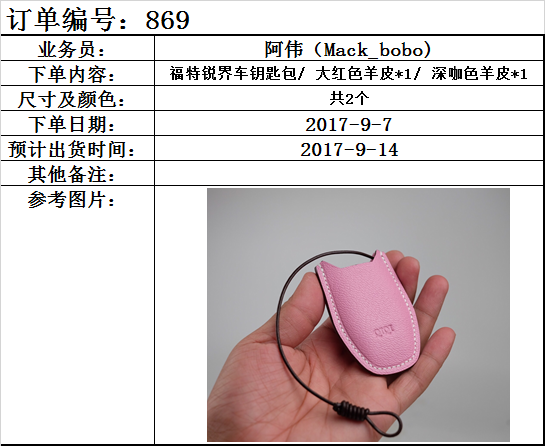 订单编号：869
业务员： 阿伟（Mack_bobo)
下单内容： 福特锐界车钥匙包/ 大红色羊皮*1/ 深咖色羊皮*1
尺寸及颜色： 共2个
下单日期： 2017-9-7
预计出货时间： 2017-9-14
其他备注：
参考图片：